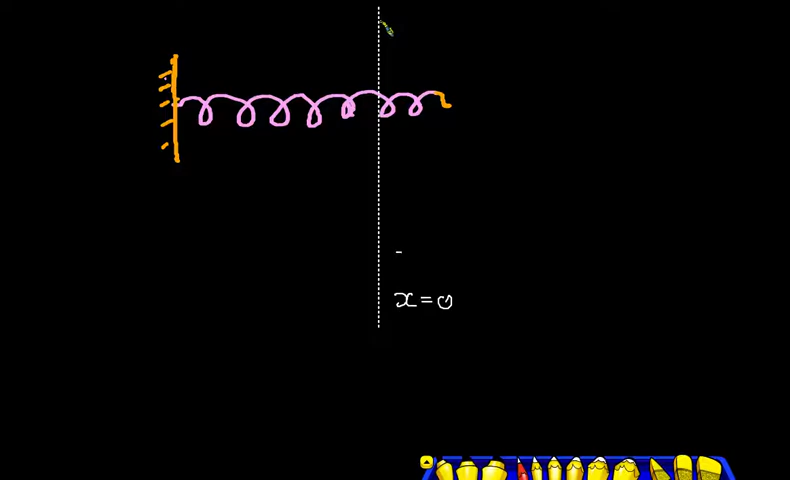 x = 0